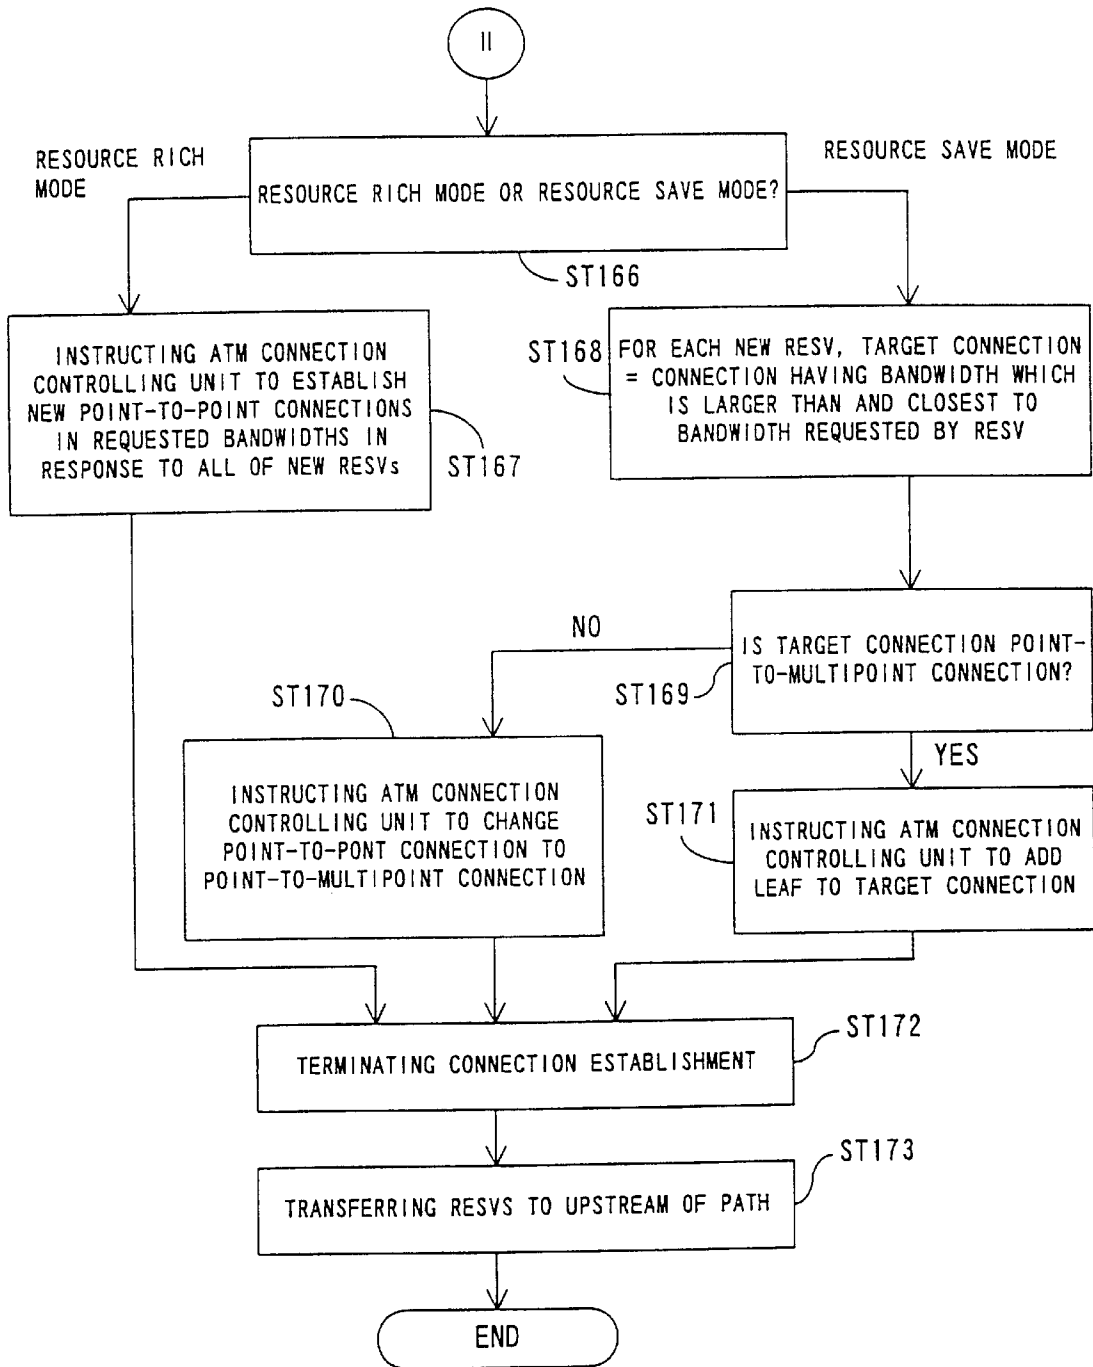 II
RESOURCE RICH
MODE
RESOURCE SAVE MODE
RESOURCE RICH MODE OR RESOURCE SAVE MODE?
ST166
INSTRUCTING ATM CONNECTION
CONTROLLING UNIT TO ESTABLISH
NEW POINT-TO-POINT CONNECTIONS
IN REQUESTED BANDWIDTHS IN
RESPONSE TO ALL OF NEW RESVs
ST167
ST168
FOR EACH NEW RESV, TARGET CONNECTION
= CONNECTION HAVING BANDWIDTH WHICH
IS LARGER THAN AND CLOSEST TO
BANDWIDTH REQUESTED BY RESV
NO
IS TARGET CONNECTION POINT-
TO-MULTIPOINT CONNECTION?
ST169
ST170
YES
INSTRUCTING ATM CONNECTION
CONTROLLING UNIT TO CHANGE
POINT-TO-PONT CONNECTION TO
POINT-TO-MULTIPOINT CONNECTION
ST171
INSTRUCTING ATM CONNECTION
CONTROLLING UNIT TO ADD
LEAF TO TARGET CONNECTION
TERMINATING CONNECTION ESTABLISHMENT
ST172
TRANSFERRING RESVS TO UPSTREAM OF PATH
ST173
END